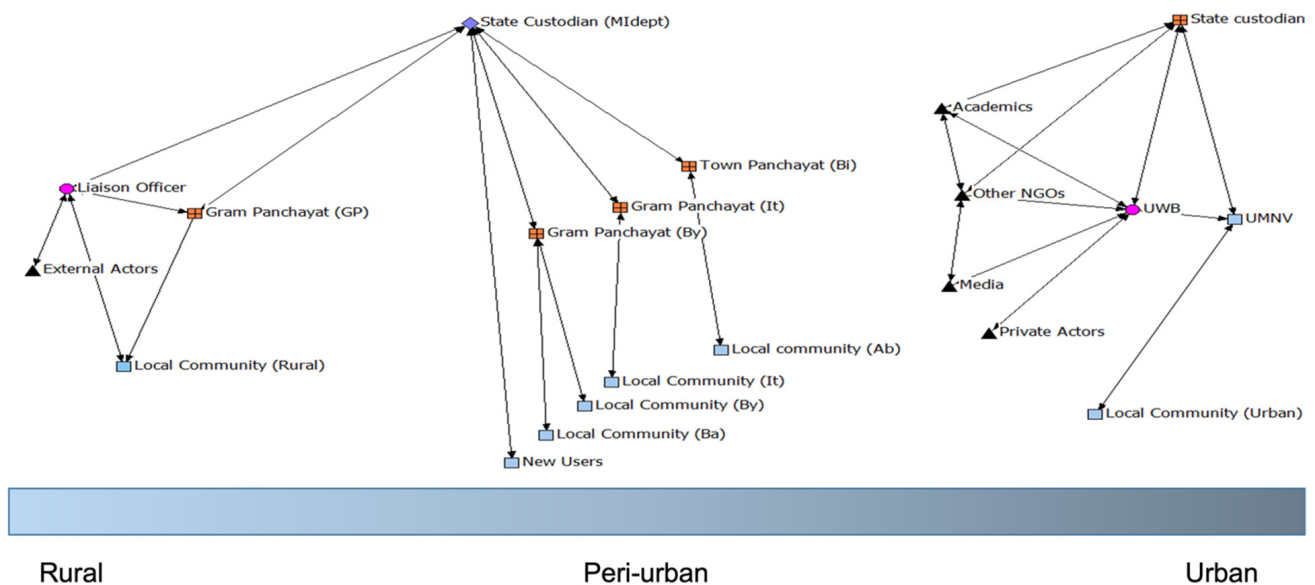 State Custodian (MIdept)
State custodian
Academics
Town Panchayat (Bi)
Liaison Officer
Other NGOs
Gram Panchayat (GP)
Gram Panchayat (It)
UWB
UMNV
Gram Panchayat (By)
External Actors
Media
Private Actors
Local community (Ab)
Local Community (Rural)
Local Community (It)
Local Community (By)
Local Community (Urban)
Local Community (Ba)
New Users
Rural
Peri-urban
Urban